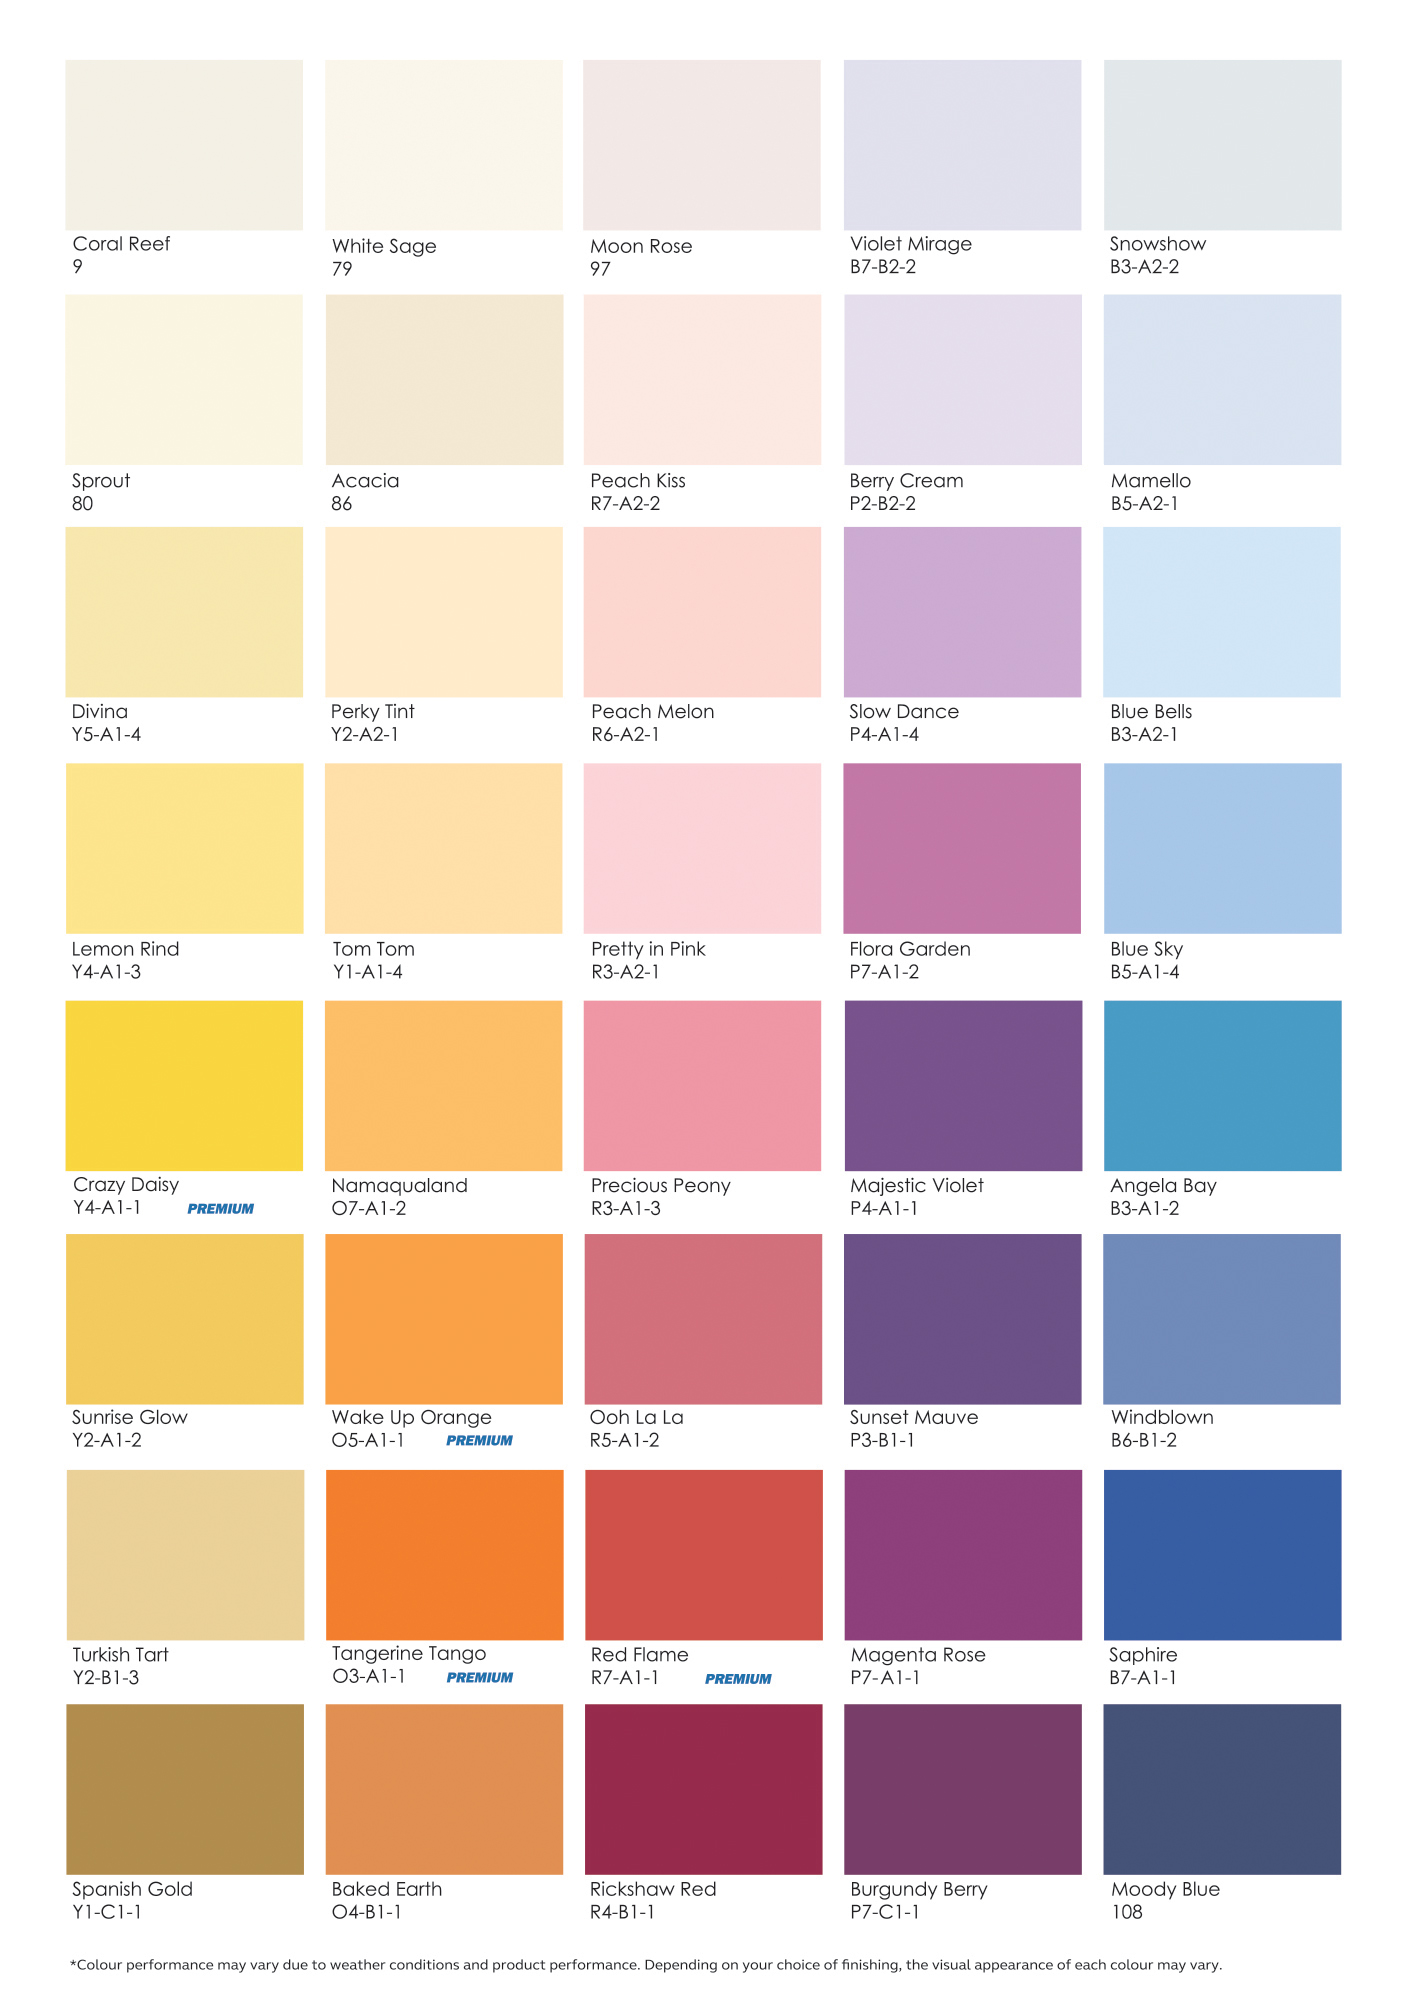 Coral Reef
9
White Sage
79
Moon Rose
97
Violet Mirage
B7-B2-2
Snowshow
B3-A2-2
Sprout
80
Acacia
86
Peach Kiss
R7-A2-2
Berry Cream
P2-B2-2
Mamello
B5-A2-1
Divina
Y5-A1-4
Perky Tint
Y2-A2-1
Peach Melon
R6-A2-1
Slow Dance
P4-A1-4
Blue Bells
B3-A2-1
Lemon Rind
Y4-A1-3
Tom Tom
Y1-A1-4
Pretty in Pink
R3-A2-1
Flora Garden
P7-A1-2
Blue Sky
B5-A1-4
Crazy Daisy
Y4-A1-1 PREMIUM
Namaqualand
O7-A1-2
Precious Peony
R3-A1-3
Majestic Violet
P4-A1-1
Angela Bay
B3-A1-2
Sunrise Glow
Y2-A1-2
Wake Up Orange
O5-A1-1 PREMIUM
Ooh La La
R5-A1-2
Sunset Mauve
P3-B1-1
Windblown
B6-B1-2
Turkish Tart
Y2-B1-3
Tangerine Tango
O3-A1-1 PREMIUM
Red Flame
R7-A1-1 PREMIUM
Magenta Rose
P7-A1-1
Saphire
B7-A1-1
Spanish Gold
Y1-C1-1
Baked Earth
O4-B1-1
Rickshaw Red
R4-B1-1
Burgundy Berry
P7-C1-1
Moody Blue
108
*Colour performance may vary due to weather conditions and product performance. Depending on your choice of finishing, the visual appearance of each colour may vary.